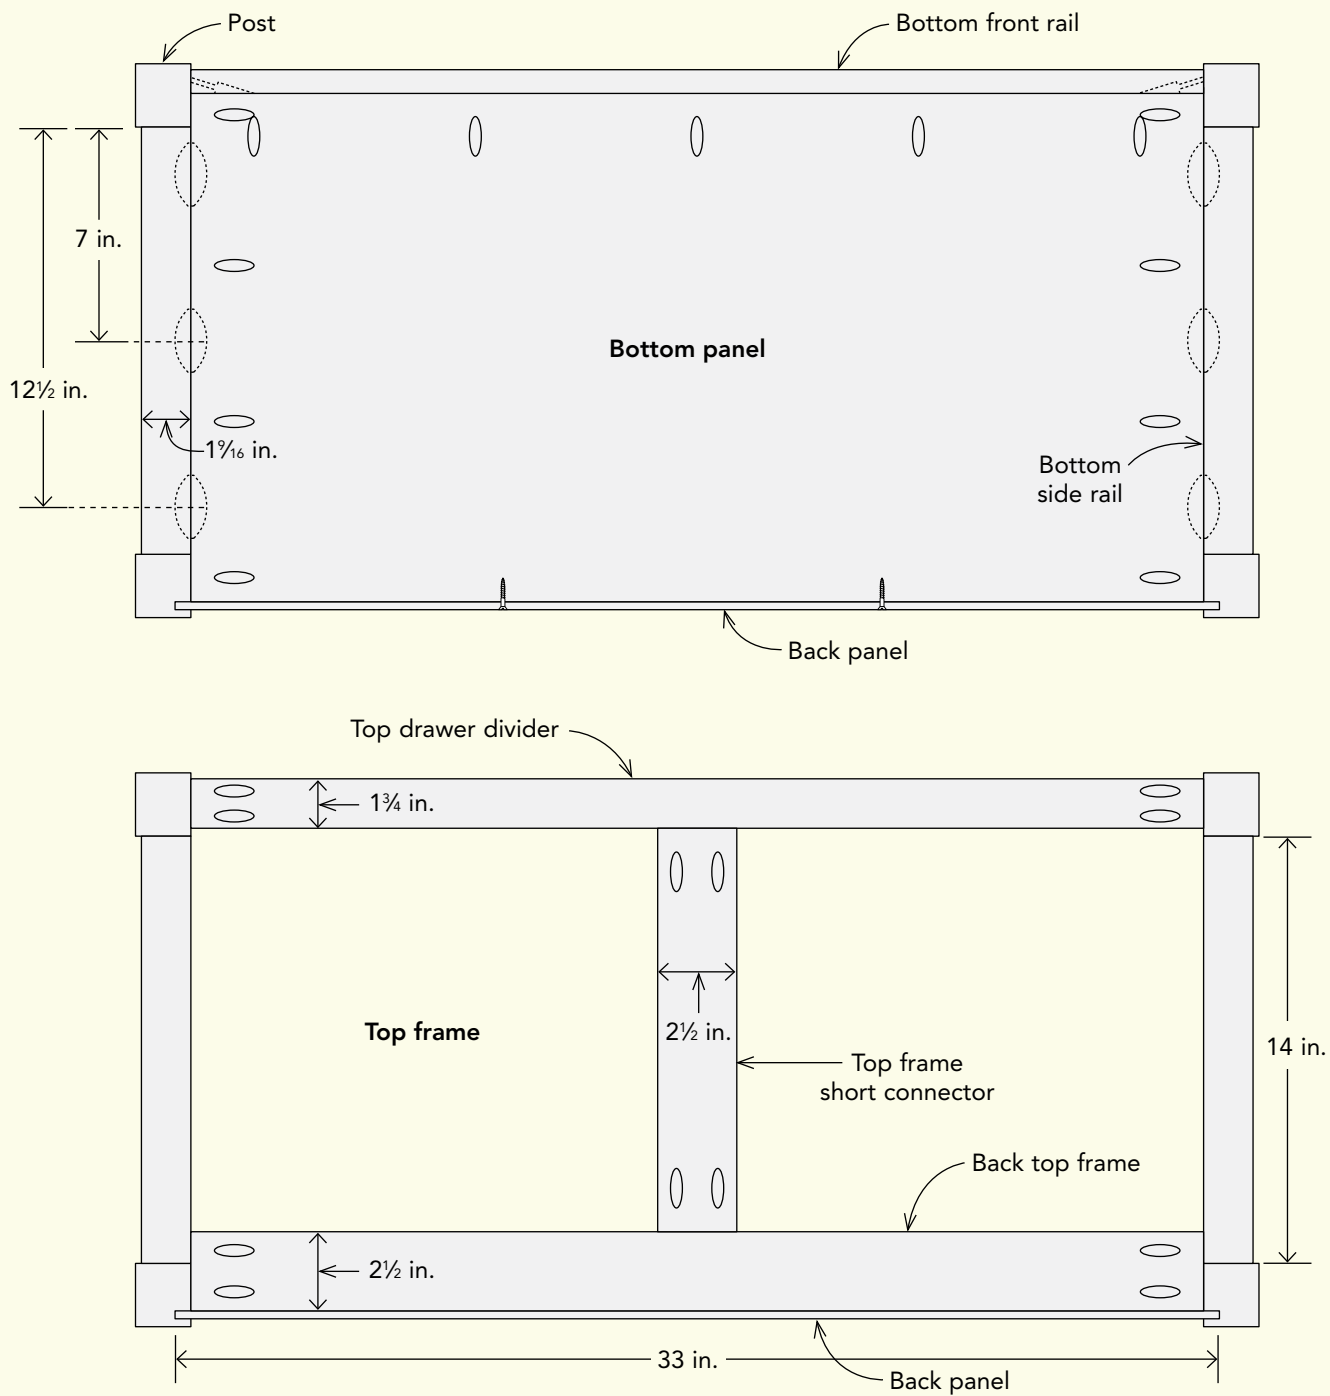 Post
Bottom front rail
7 in.
Bottom panel
12½ in.
1⁹⁄₁₆ in.
Bottom
side rail
Back panel
Top drawer divider
1¾ in.
Top frame
2½ in.
14 in.
Top frame
short connector
Back top frame
2½ in.
33 in.
Back panel